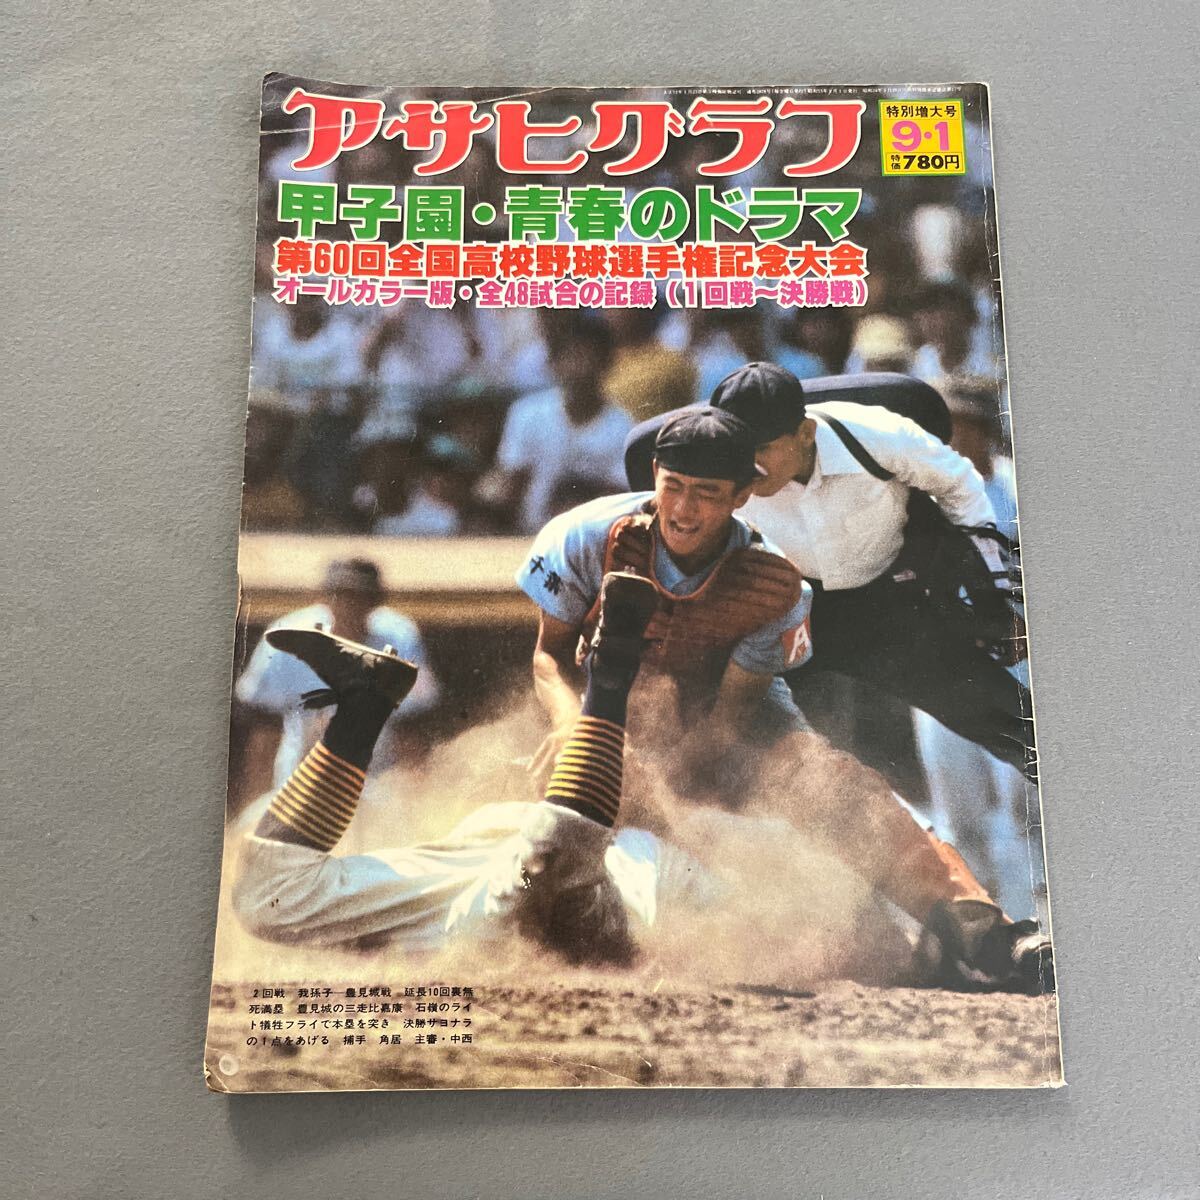 アサヒグラフ
特別増大号
9・1
特価780円
甲子園・青春のドラマ
第60回全国高校野球選手権記念大会
オールカラー版・全48試合の記録（1回戦〜決勝戦）
千葉
A
2回戦 我孫子―豊見城戦 延長10回裏無
死満塁 豊見城の三走比嘉康 石嶺のライ
ト犠牲フライで本塁を突き 決勝サヨナラ
の1点をあげる 捕手 角居 主審・中西